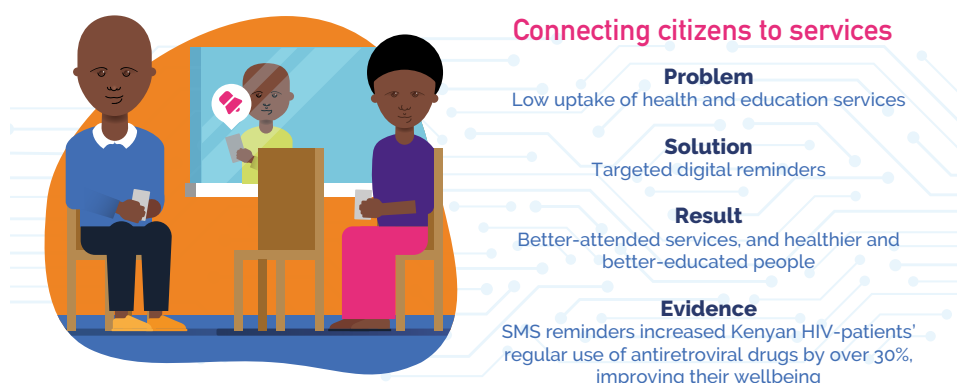 Connecting citizens to services
Problem
Low uptake of health and education services
Solution
Targeted digital reminders
Result
Better-attended services, and healthier and
better-educated people
Evidence
SMS reminders increased Kenyan HIV-patients’
regular use of antiretroviral drugs by over 30%,
improving their wellbeing